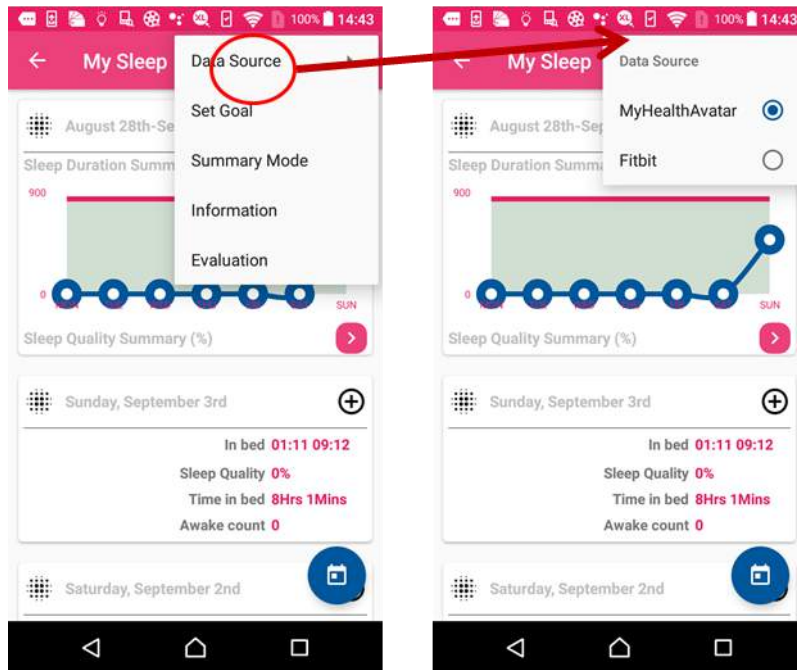 100% 14:43
My Sleep
Data Source
Set Goal
Summary Mode
Information
Evaluation
August 28th-Se
Sleep Duration Summ
900
0
SUN
Sleep Quality Summary (%)
Sunday, September 3rd
In bed 01:11 09:12
Sleep Quality 0%
Time in bed 8Hrs 1Mins
Awake count 0
Saturday, September 2nd
100% 14:43
My Sleep
Data Source
MyHealthAvatar
Fitbit
August 28th-Sep
Sleep Duration Summa
900
0
SUN
Sleep Quality Summary (%)
Sunday, September 3rd
In bed 01:11 09:12
Sleep Quality 0%
Time in bed 8Hrs 1Mins
Awake count 0
Saturday, September 2nd